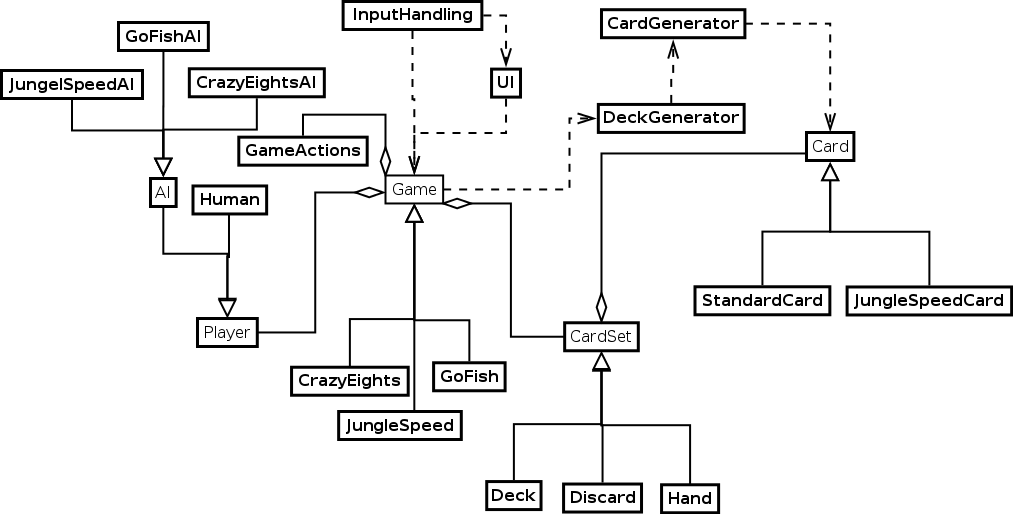 InputHandling
CardGenerator
GoFishAI
JungelSpeedAI
CrazyEightsAI
UI
DeckGenerator
GameActions
Card
AI
Human
Game
StandardCard
JungleSpeedCard
Player
CardSet
CrazyEights
GoFish
JungleSpeed
Deck
Discard
Hand